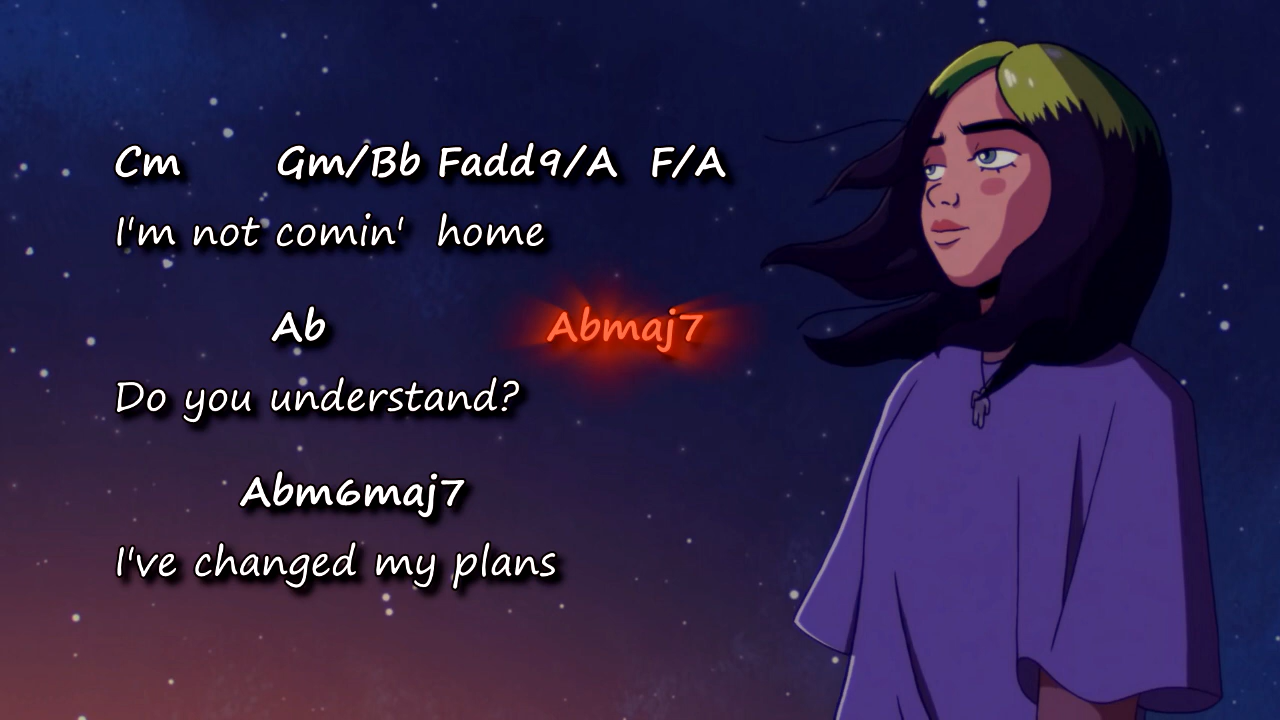 Cm Gm/Bb Fadd9/A F/A
I'm not comin' home
Ab Abmaj7
Do you understand?
Abm6maj7
I've changed my plans